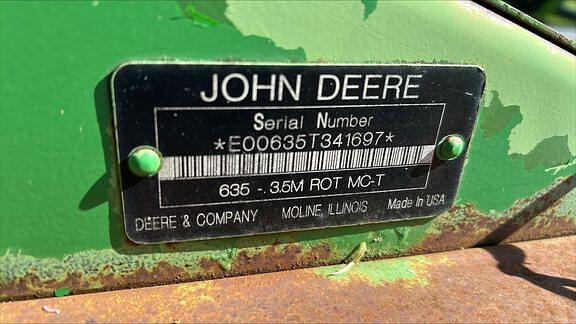 JOHN DEERE
Serial Number
*E00635T341697*
635 - 3.5M ROT MC-T
DEERE & COMPANY MOLINE, ILLINOIS Made In USA